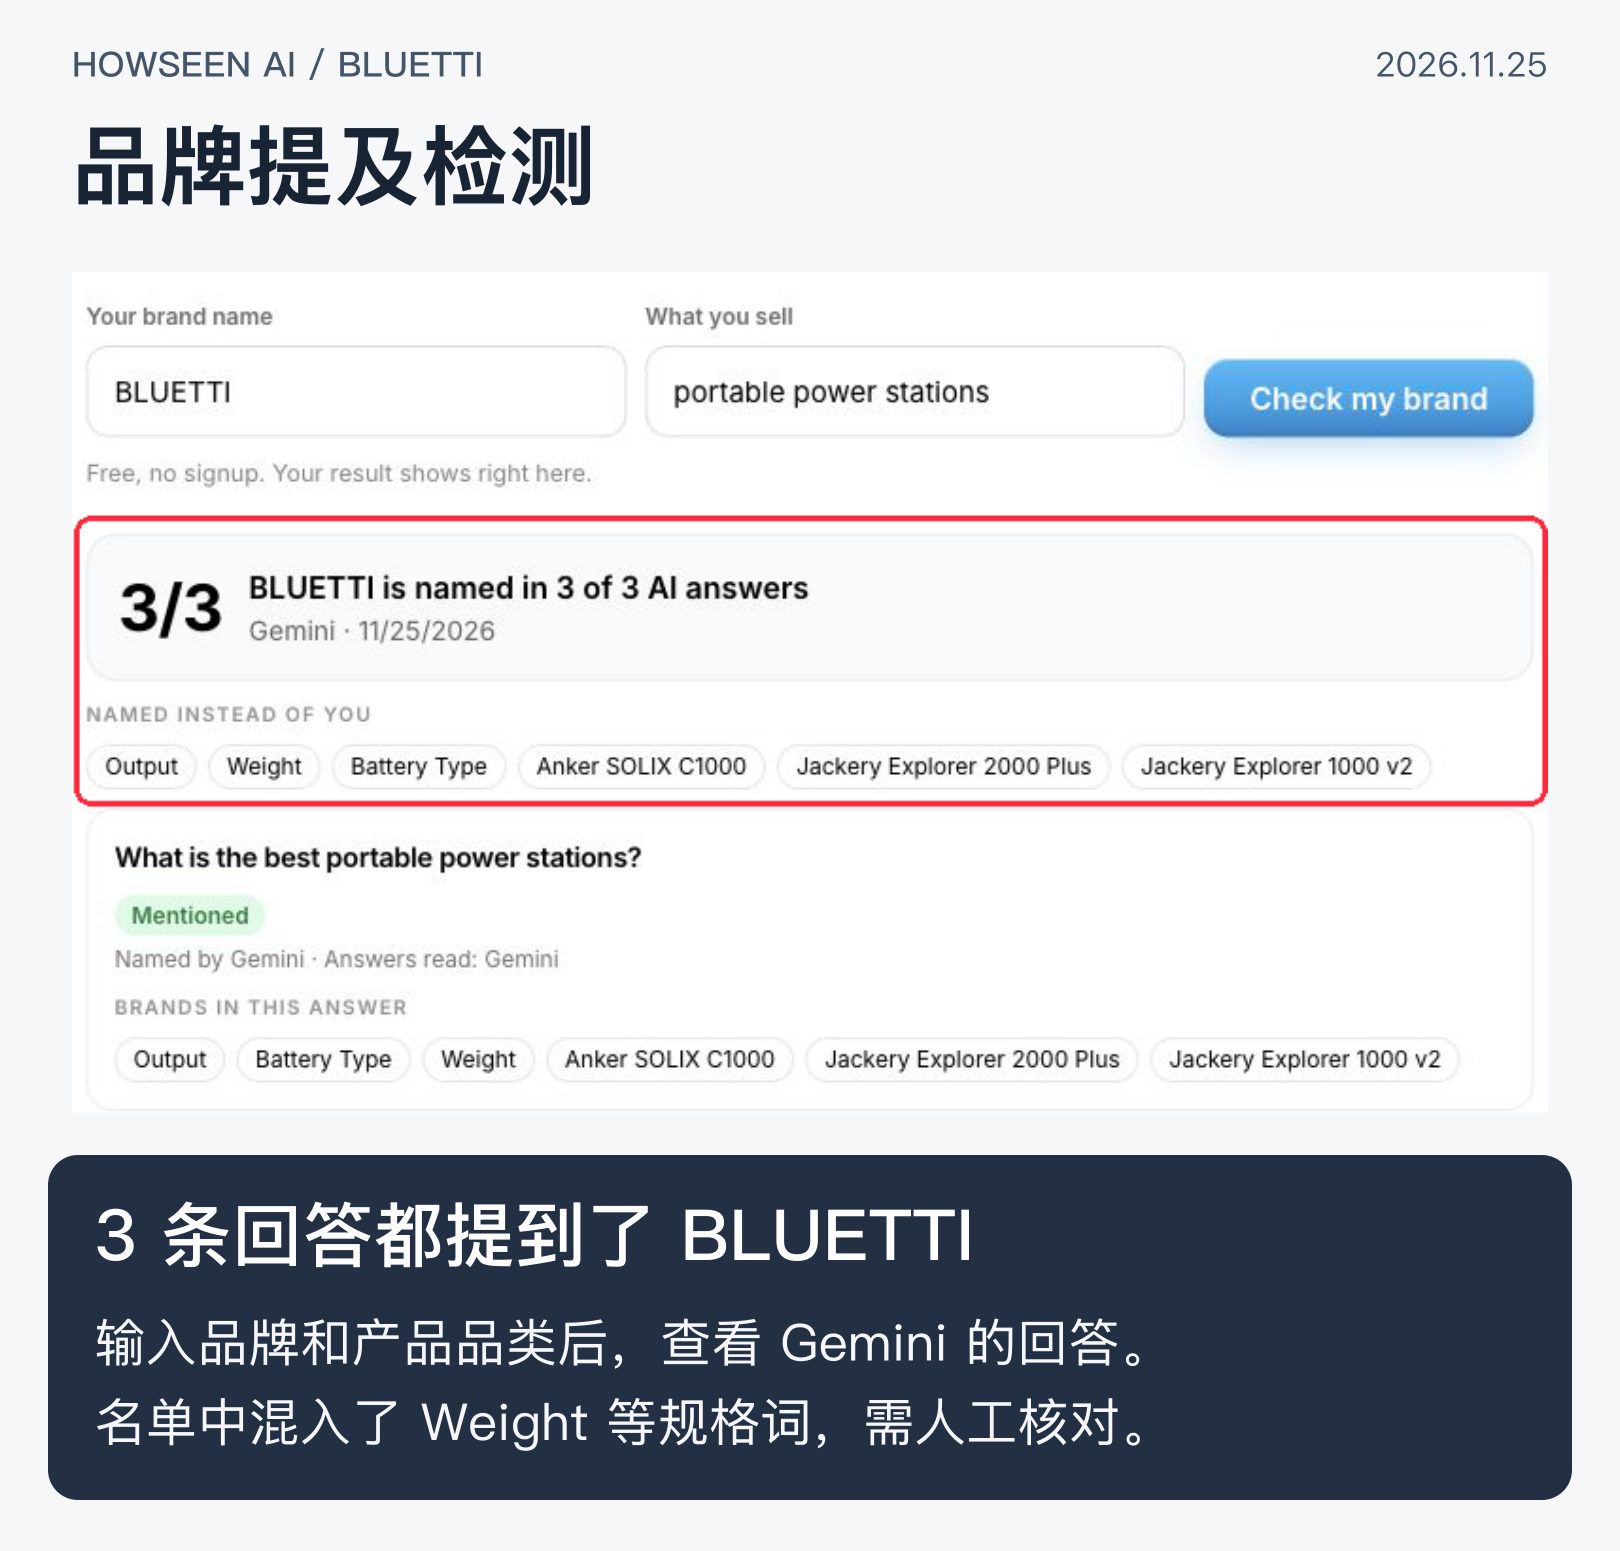 HOWSEEN AI / BLUETTI
2026.11.25
品牌提及检测
Your brand name
What you sell
BLUETTI
portable power stations
Check my brand
Free, no signup. Your result shows right here.
3/3
BLUETTI is named in 3 of 3 AI answers
Gemini · 11/25/2026
NAMED INSTEAD OF YOU
Output
Weight
Battery Type
Anker SOLIX C1000
Jackery Explorer 2000 Plus
Jackery Explorer 1000 v2
What is the best portable power stations?
Mentioned
Named by Gemini · Answers read: Gemini
BRANDS IN THIS ANSWER
Output
Battery Type
Weight
Anker SOLIX C1000
Jackery Explorer 2000 Plus
Jackery Explorer 1000 v2
3 条回答都提到了 BLUETTI
输入品牌和产品品类后，查看 Gemini 的回答。
名单中混入了 Weight 等规格词，需人工核对。